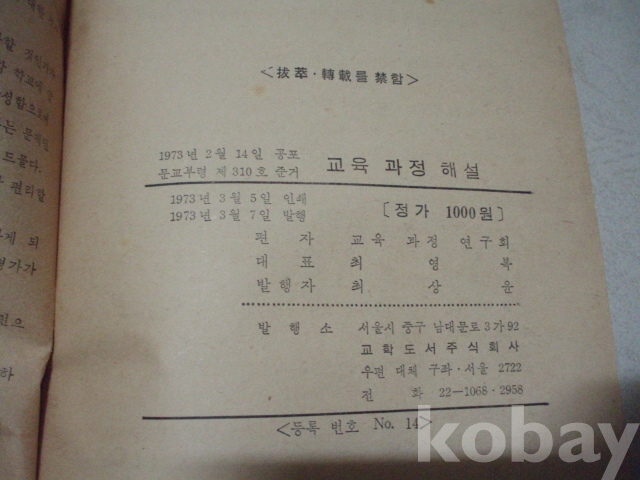 <拔萃·轉載를 禁함>
1973년 2월 14일 공포
문교부령 제 310호 준거
교육 과정 해설
1973년 3월 5일 인쇄
1973년 3월 7일 발행
[정가 1000원]
편 자 교육 과정 연구회
대 표 최 영 복
발행자 최 상 윤
발 행 소 서울시 중구 남대문로 3가 92
교학도서주식회사
우편 대체 구좌·서울 2722
전 화 22—1068·2958
<등록 번호 No. 14>
드물다.
편리할
kobay